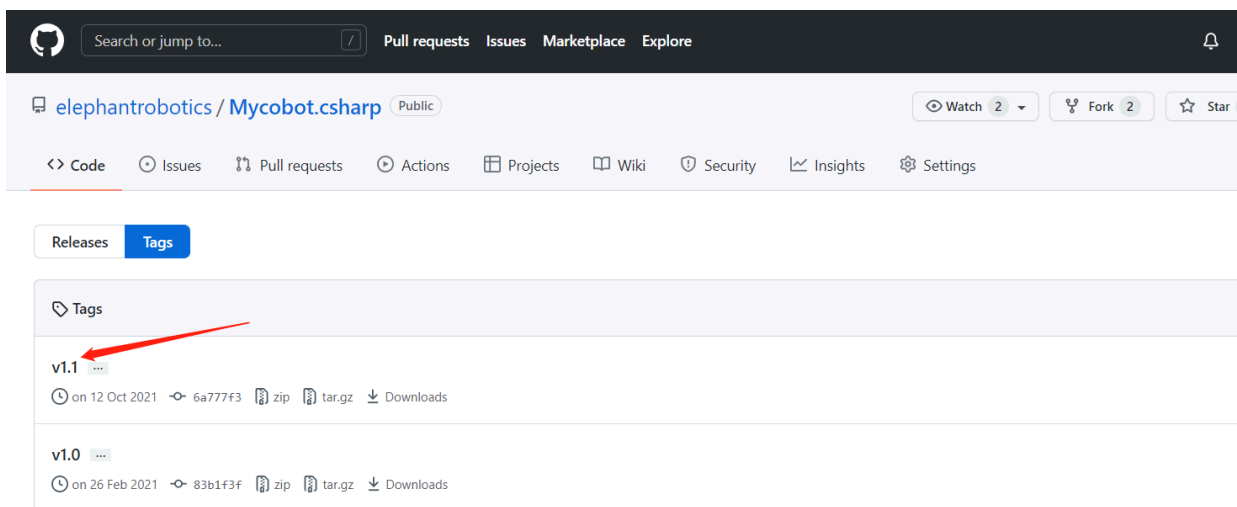 Search or jump to... / Pull requests Issues Marketplace Explore
elephantrobotics / Mycobot.csharp Public Watch 2 Fork 2 Star
<> Code Issues Pull requests Actions Projects Wiki Security Insights Settings
Releases Tags
Tags
v1.1 ...
on 12 Oct 2021 6a777f3 zip tar.gz Downloads
v1.0 ...
on 26 Feb 2021 83b1f3f zip tar.gz Downloads